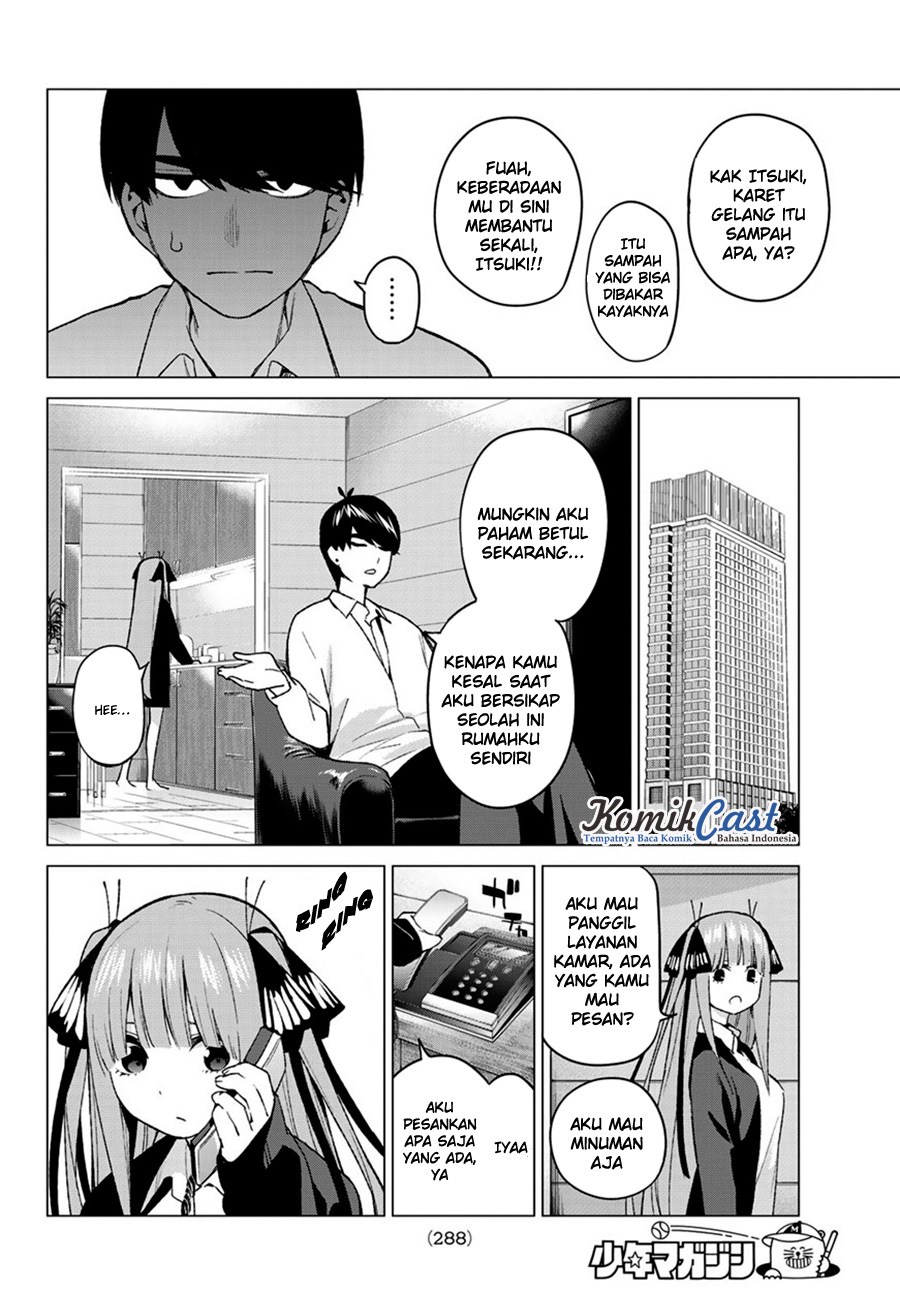 KAK ITSUKI,
KARET
GELANG ITU
SAMPAH
APA, YA?
ITU
SAMPAH
YANG BISA
DIBAKAR
KAYAKNYA
FUAH,
KEBERADAAN
MU DI SINI
MEMBANTU
SEKALI,
ITSUKI!!
MUNGKIN AKU
PAHAM BETUL
SEKARANG...
KENAPA KAMU
KESAL SAAT
AKU BERSIKAP
SEOLAH INI
RUMAHKU
SENDIRI
HEE...
KomikCast
Tempatnya Baca Komik Bahasa Indonesia
AKU MAU
PANGGIL
LAYANAN
KAMAR, ADA
YANG KAMU
MAU
PESAN?
AKU MAU
MINUMAN
AJA
IYAA
AKU
PESANKAN
APA SAJA
YANG ADA,
YA
RING
RING
(288)
少年マガジン
M